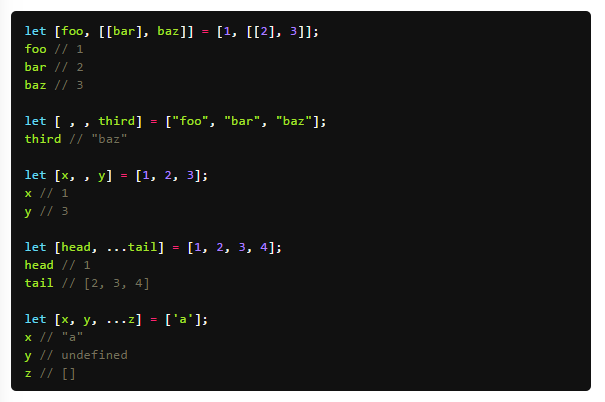 let [foo, [[bar], baz]] = [1, [[2], 3]];
foo // 1
bar // 2
baz // 3
let [ , , third] = ["foo", "bar", "baz"];
third // "baz"
let [x, , y] = [1, 2, 3];
x // 1
y // 3
let [head, ...tail] = [1, 2, 3, 4];
head // 1
tail // [2, 3, 4]
let [x, y, ...z] = ['a'];
x // "a"
y // undefined
z // []